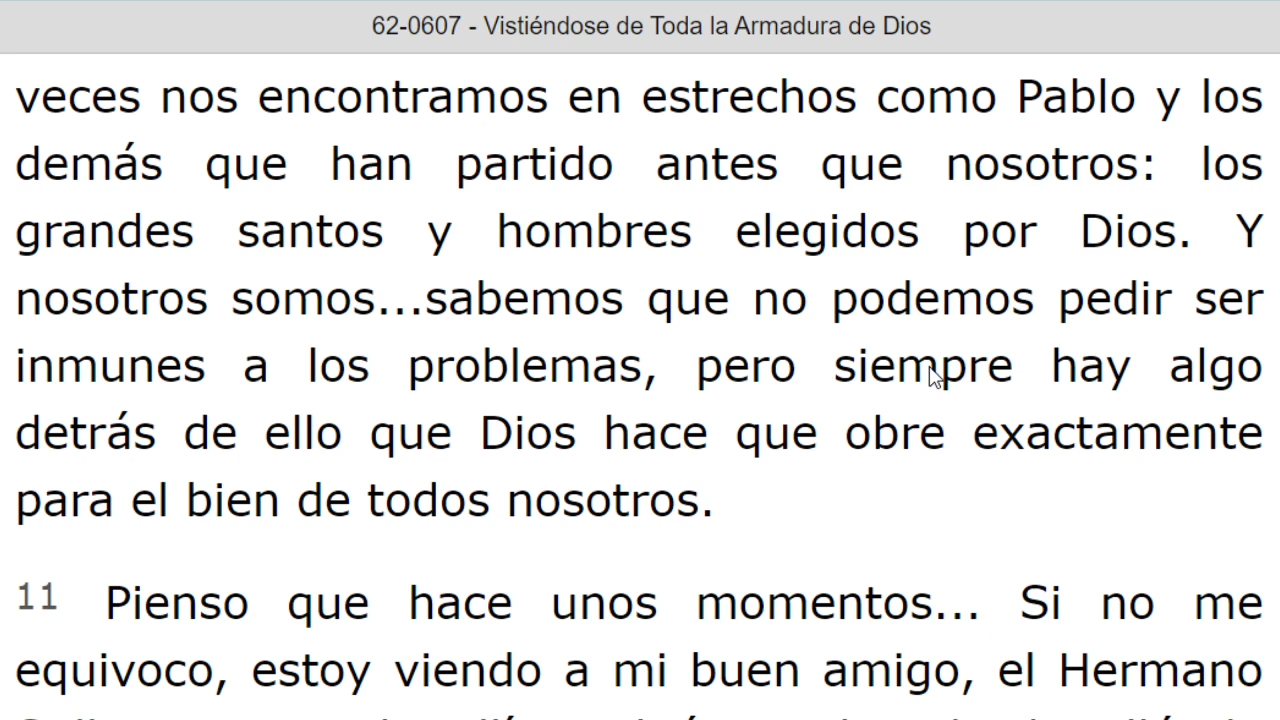 62-0607 - Vistiéndose de Toda la Armadura de Dios
veces nos encontramos en estrechos como Pablo y los
demás que han partido antes que nosotros: los
grandes santos y hombres elegidos por Dios. Y
nosotros somos...sabemos que no podemos pedir ser
inmunes a los problemas, pero siempre hay algo
detrás de ello que Dios hace que obre exactamente
para el bien de todos nosotros.
11 Pienso que hace unos momentos... Si no me
equivoco, estoy viendo a mi buen amigo, el Hermano